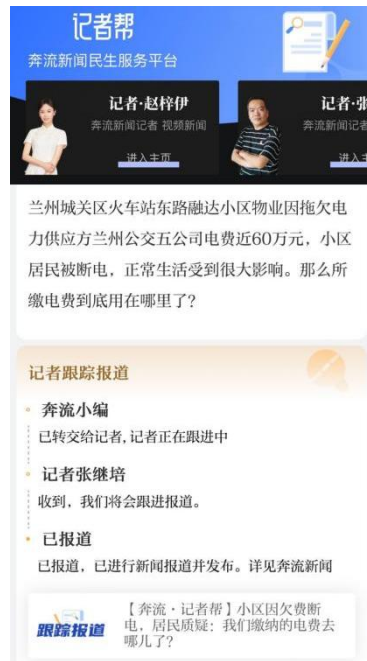 记者帮
奔流新闻民生服务平台
记者·赵梓伊
奔流新闻记者 视频新闻
进入主页
记者·张
奔流新闻记者
进入主
兰州城关区火车站东路融达小区物业因拖欠电
力供应方兰州公交五公司电费近60万元，小区
居民被断电，正常生活受到很大影响。那么所
缴电费到底用在哪里了？
记者跟踪报道
奔流小编
已转交给记者,记者正在跟进中
记者张继培
收到，我们将会跟进报道。
已报道
已报道，已进行新闻报道并发布。详见奔流新闻
跟踪报道
【奔流·记者帮】小区因欠费断
电，居民质疑：我们缴纳的电费去
哪儿了？